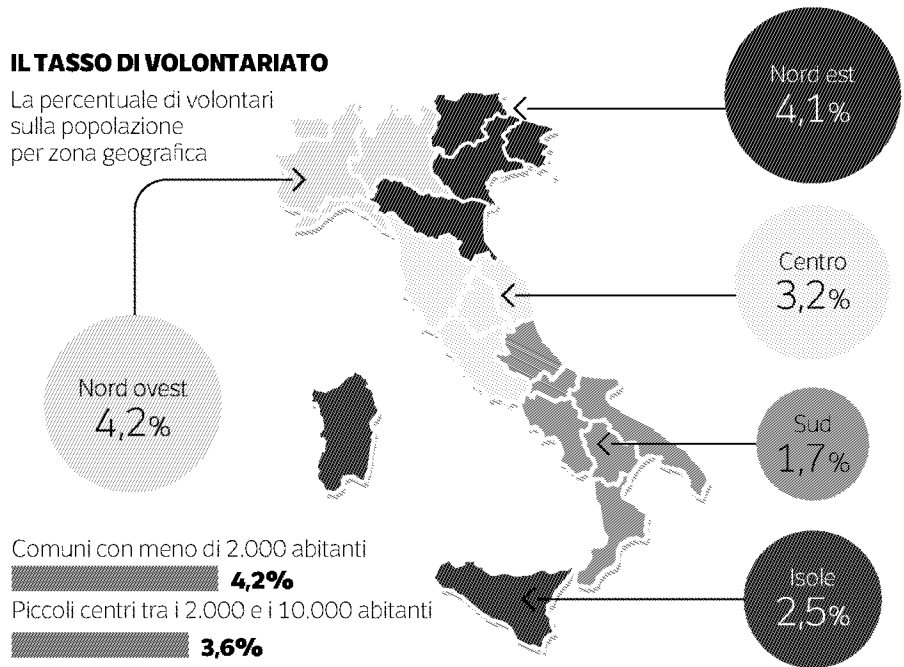 IL TASSO DI VOLONTARIATO
La percentuale di volontari
sulla popolazione
per zona geografica
Nord est
4,1%
Centro
3,2%
Nord ovest
4,2%
Sud
1,7%
Isole
2,5%
Comuni con meno di 2.000 abitanti
4,2%
Piccoli centri tra i 2.000 e i 10.000 abitanti
3,6%